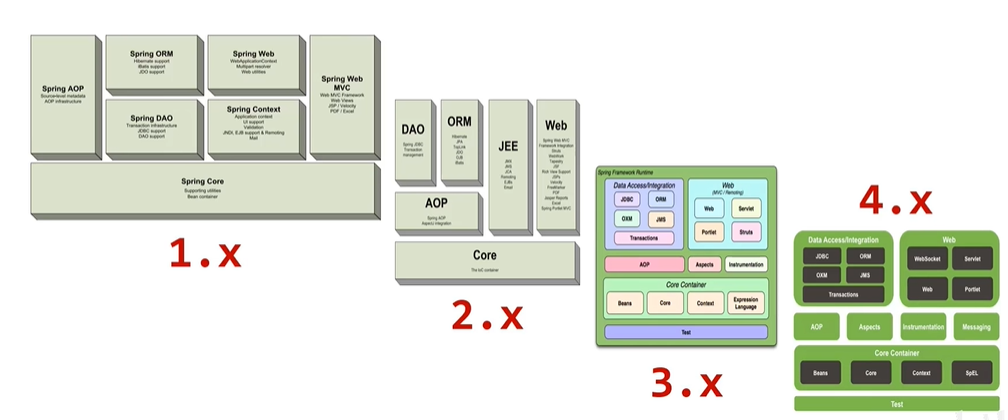 Spring AOP
Source-level metadata
AOP infrastructure
Spring ORM
Hibernate support
iBatis support
JDO support
Spring Web
WebApplicationContext
Multipart resolver
Web utilities
Spring Web
MVC
Web MVC Framework
Web Views
JSP / Velocity
PDF / Excel
Spring DAO
Transaction infrastructure
JDBC support
DAO support
Spring Context
Application context
UI support
Validation
JNDI, EJB support & Remoting
Mail
Spring Core
Supporting utilities
Bean container
1.x
DAO
Spring JDBC
Transaction
management
ORM
Hibernate
JPA
TopLink
JDO
OJB
iBatis
JEE
JMX
JMS
JCA
Remoting
EJBs
Email
Web
Spring Web MVC
Framework Integration
Struts
WebWork
Tapestry
JSF
Rich View Support
JSPs
Velocity
FreeMarker
PDF
Jasper Reports
Excel
Spring Portlet MVC
AOP
Spring AOP
AspectJ integration
Core
The IoC container
2.x
Spring Framework Runtime
Data Access/Integration
JDBC
ORM
OXM
JMS
Transactions
Web
(MVC / Remoting)
Web
Servlet
Portlet
Struts
AOP
Aspects
Instrumentation
Core Container
Beans
Core
Context
Expression
Language
Test
3.x
4.x
Data Access/Integration
JDBC
ORM
OXM
JMS
Transactions
Web
WebSocket
Servlet
Web
Portlet
AOP
Aspects
Instrumentation
Messaging
Core Container
Beans
Core
Context
SpEL
Test